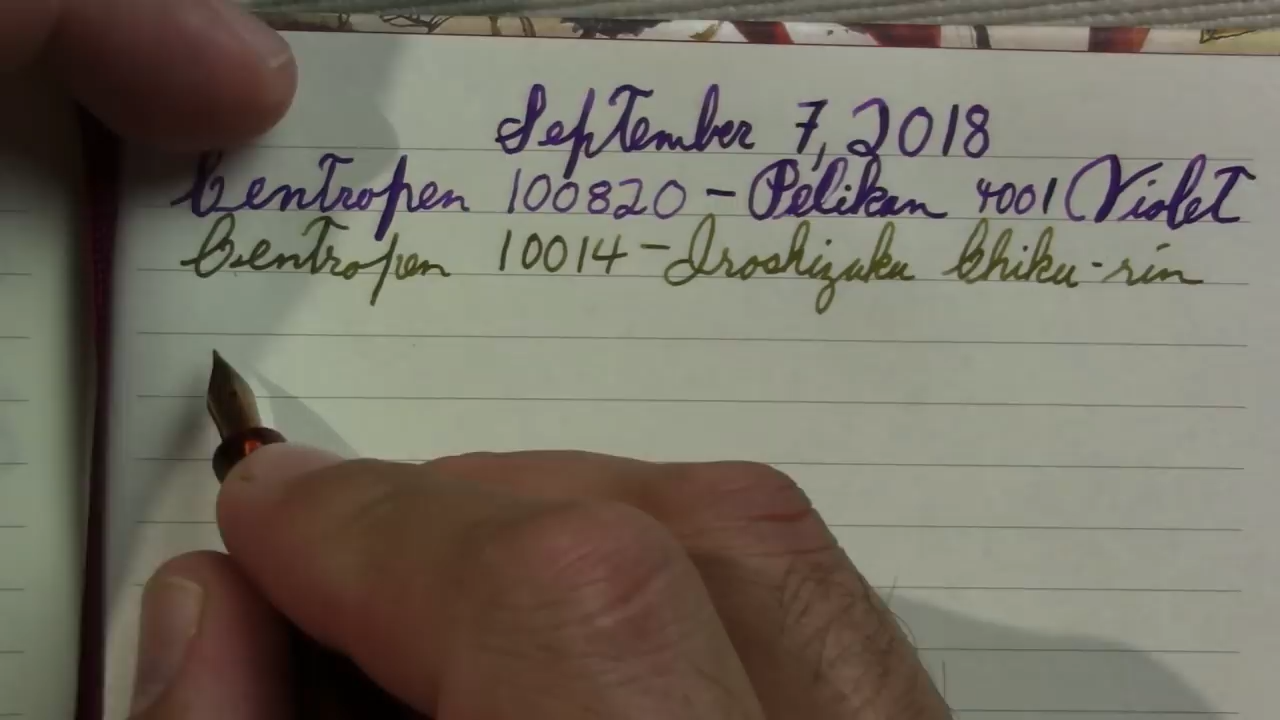 September 7, 2018
Centropen 100820 - Pelikan 4001 Violet
Centropen 10014 - Iroshizuku Chiku-rin